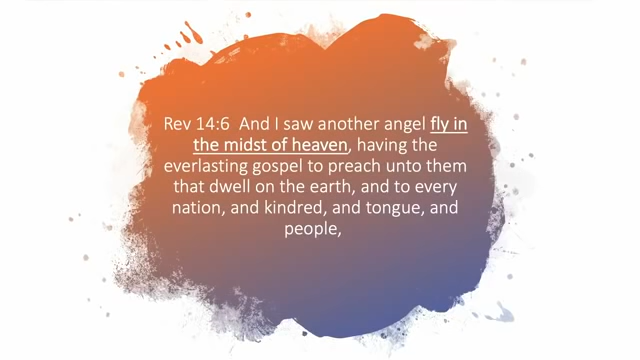 Rev 14:6  And I saw another angel fly in
the midst of heaven, having the
everlasting gospel to preach unto them
that dwell on the earth, and to every
nation, and kindred, and tongue, and
people,